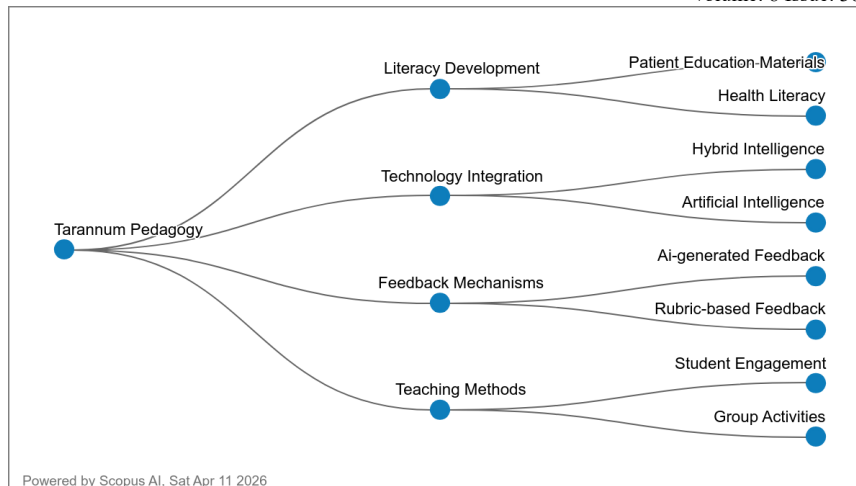 Literacy Development
Patient Education Materials
Health Literacy
Technology Integration
Hybrid Intelligence
Artificial Intelligence
Tarannum Pedagogy
Feedback Mechanisms
Ai-generated Feedback
Rubric-based Feedback
Teaching Methods
Student Engagement
Group Activities
Powered by Scopus AI, Sat Apr 11 2026